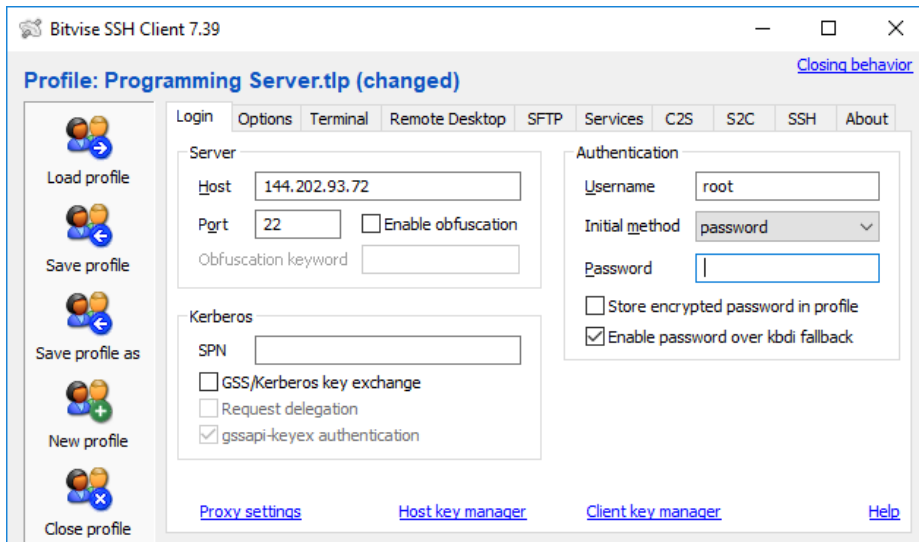 Bitvise SSH Client 7.39
Closing behavior
Profile: Programming Server.tlp (changed)
Load profile
Save profile
Save profile as
New profile
Close profile
Login Options Terminal Remote Desktop SFTP Services C2S S2C SSH About
Server
Host 144.202.93.72
Port 22 Enable obfuscation
Obfuscation keyword
Kerberos
SPN
GSS/Kerberos key exchange
Request delegation
gssapi-keyex authentication
Authentication
Username root
Initial method password
Password
Store encrypted password in profile
Enable password over kbdi fallback
Proxy settings Host key manager Client key manager Help